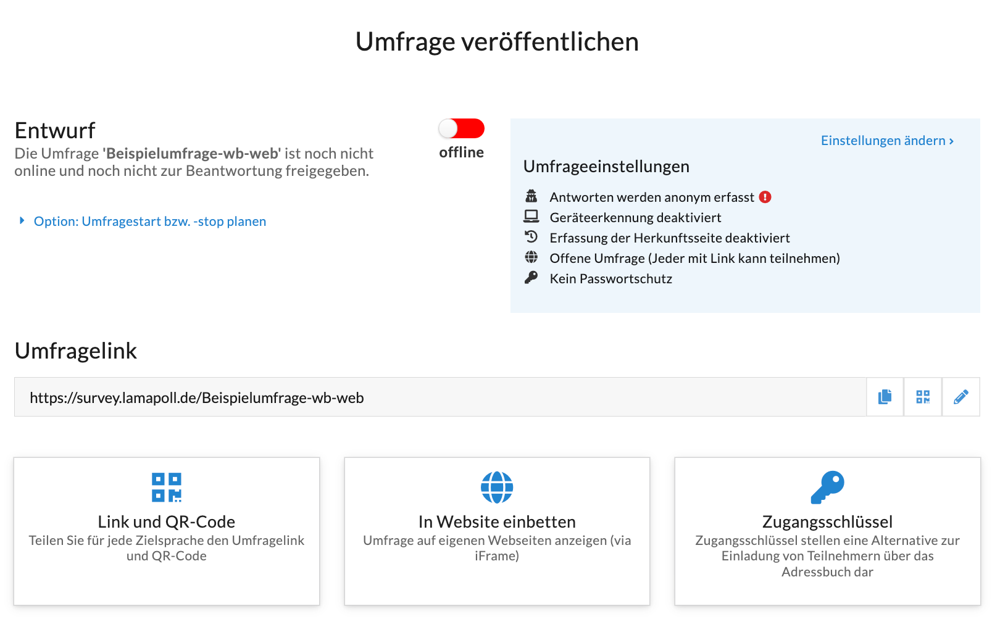 Umfrage veröffentlichen
Entwurf
Die Umfrage 'Beispielumfrage-wb-web' ist noch nicht
online und noch nicht zur Beantwortung freigegeben.
offline
Option: Umfragestart bzw. -stop planen
Einstellungen ändern ›
Umfrageeinstellungen
Antworten werden anonym erfasst
Geräteerkennung deaktiviert
Erfassung der Herkunftsseite deaktiviert
Offene Umfrage (Jeder mit Link kann teilnehmen)
Kein Passwortschutz
Umfragelink
https://survey.lamapoll.de/Beispielumfrage-wb-web
Link und QR-Code
Teilen Sie für jede Zielsprache den Umfragelink
und QR-Code
In Website einbetten
Umfrage auf eigenen Webseiten anzeigen (via
iFrame)
Zugangsschlüssel
Zugangsschlüssel stellen eine Alternative zur
Einladung von Teilnehmern über das
Adressbuch dar